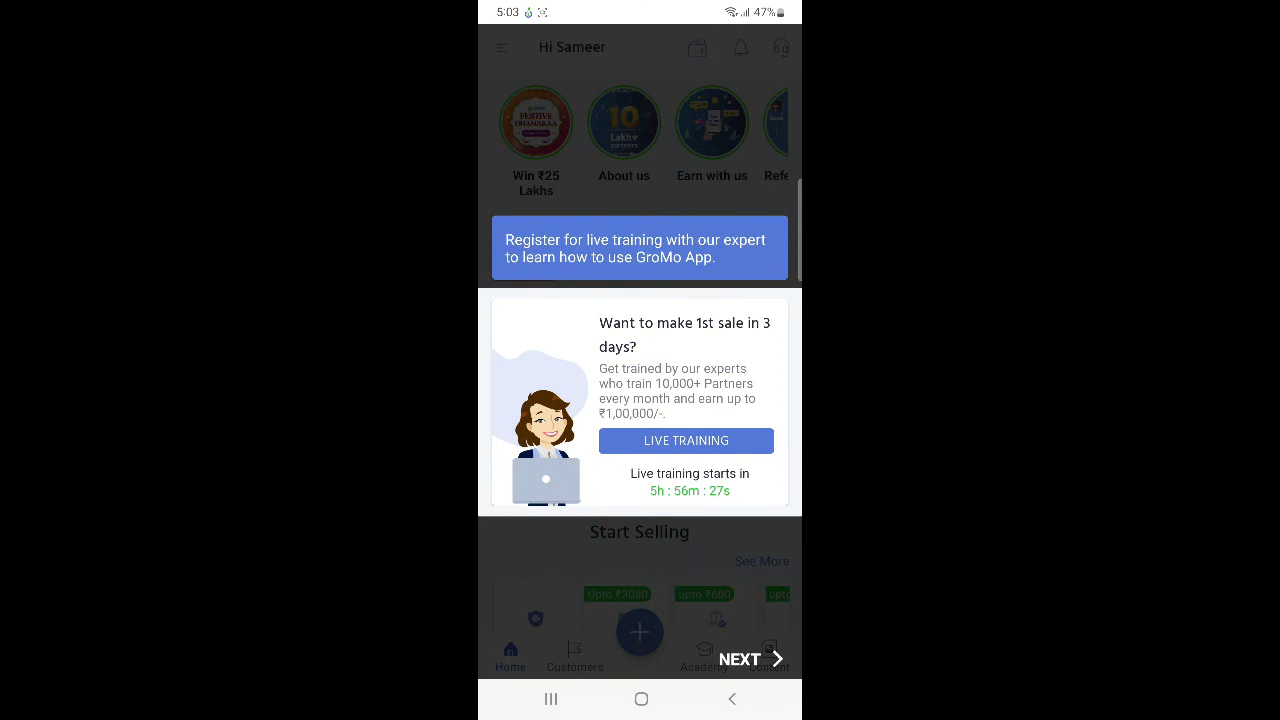 5:03
47%
Hi Sameer
FESTIVE
DHAMAKAA
10
Lakh+
partners
Win ₹25
Lakhs
About us
Earn with us
Refe
Register for live training with our expert
to learn how to use GroMo App.
Want to make 1st sale in 3
days?
Get trained by our experts
who train 10,000+ Partners
every month and earn up to
₹1,00,000/-.
LIVE TRAINING
Live training starts in
5h : 56m : 27s
Start Selling
See More
Upto ₹3000
upto ₹600
upto
NEXT
Home
Customers
Academy
Content